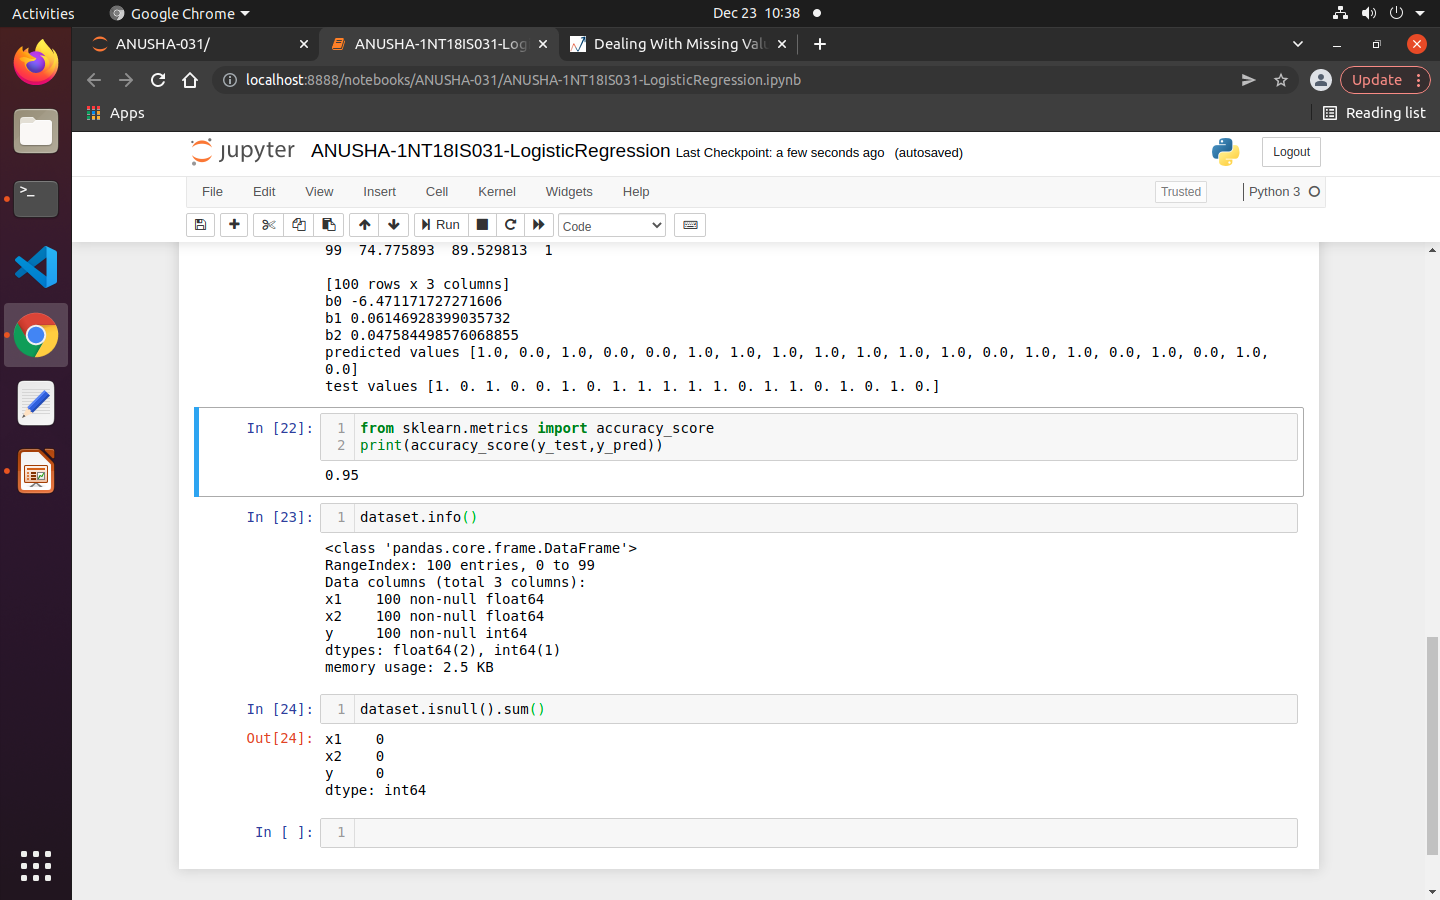 Activities
Google Chrome
Dec 23 10:38
ANUSHA-031/
ANUSHA-1NT18IS031-Log
Dealing With Missing Valu
localhost:8888/notebooks/ANUSHA-031/ANUSHA-1NT18IS031-LogisticRegression.ipynb
Update
Apps
Reading list
jupyter
ANUSHA-1NT18IS031-LogisticRegression Last Checkpoint: a few seconds ago (autosaved)
Logout
File Edit View Insert Cell Kernel Widgets Help
Trusted
Python 3
Run
Code
99 74.775893 89.529813 1
[100 rows x 3 columns]
b0 -6.471171727271606
b1 0.06146928399035732
b2 0.047584498576068855
predicted values [1.0, 0.0, 1.0, 0.0, 0.0, 1.0, 1.0, 1.0, 1.0, 1.0, 1.0, 1.0, 0.0, 1.0, 1.0, 0.0, 1.0, 0.0, 1.0,
0.0]
test values [1. 0. 1. 0. 0. 1. 0. 1. 1. 1. 1. 1. 1. 0. 1. 1. 0. 1. 0. 1. 0.]
In [22]:
1 from sklearn.metrics import accuracy_score
2 print(accuracy_score(y_test,y_pred))
0.95
In [23]:
1 dataset.info()
<class 'pandas.core.frame.DataFrame'>
RangeIndex: 100 entries, 0 to 99
Data columns (total 3 columns):
x1 100 non-null float64
x2 100 non-null float64
y 100 non-null int64
dtypes: float64(2), int64(1)
memory usage: 2.5 KB
In [24]:
1 dataset.isnull().sum()
Out[24]:
x1 0
x2 0
y 0
dtype: int64
In [ ]:
1